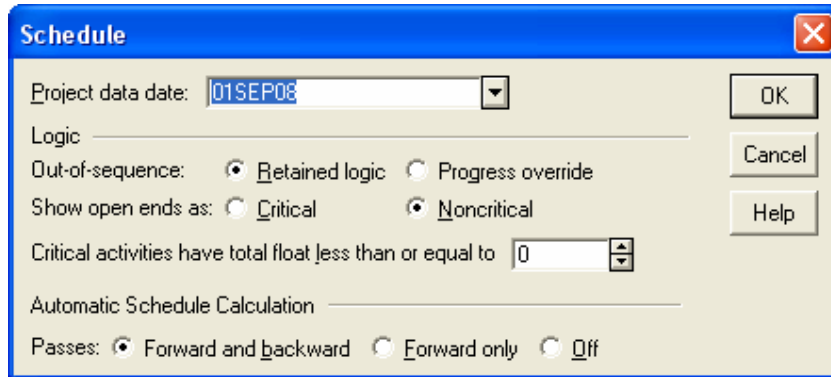 Schedule
Project data date: 01SEP08
OK
Logic
Out-of-sequence: Retained logic Progress override
Cancel
Show open ends as: Critical Noncritical
Help
Critical activities have total float less than or equal to 0
Automatic Schedule Calculation
Passes: Forward and backward Forward only Off